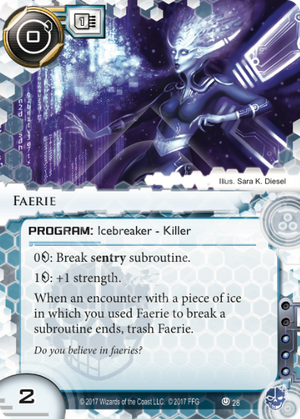 0
1
Illus. Sara K. Diesel
FAERIE
PROGRAM: Icebreaker - Killer
0: Break sentry subroutine.
1: +1 strength.
When an encounter with a piece of ice
in which you used Faerie to break a
subroutine ends, trash Faerie.
Do you believe in faeries?
2
© 2017 Wizards of the Coast LLC. © 2017 FFG
28